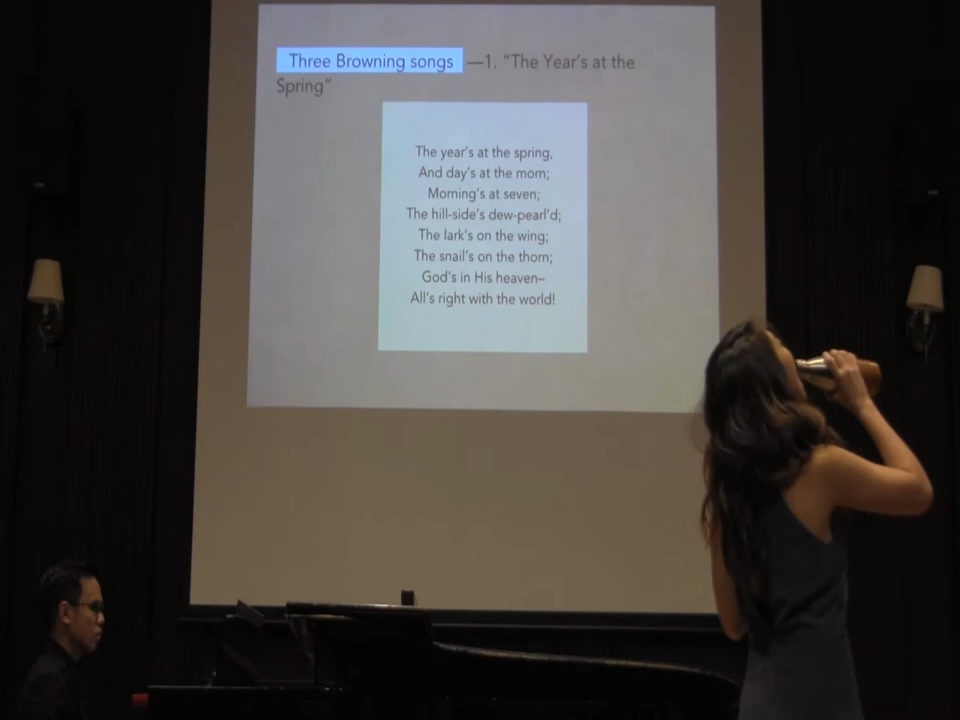 Three Browning songs —1. “The Year’s at the
Spring”
The year’s at the spring,
And day’s at the morn;
Morning’s at seven;
The hill-side’s dew-pearl’d;
The lark’s on the wing;
The snail’s on the thorn;
God’s in His heaven–
All’s right with the world!